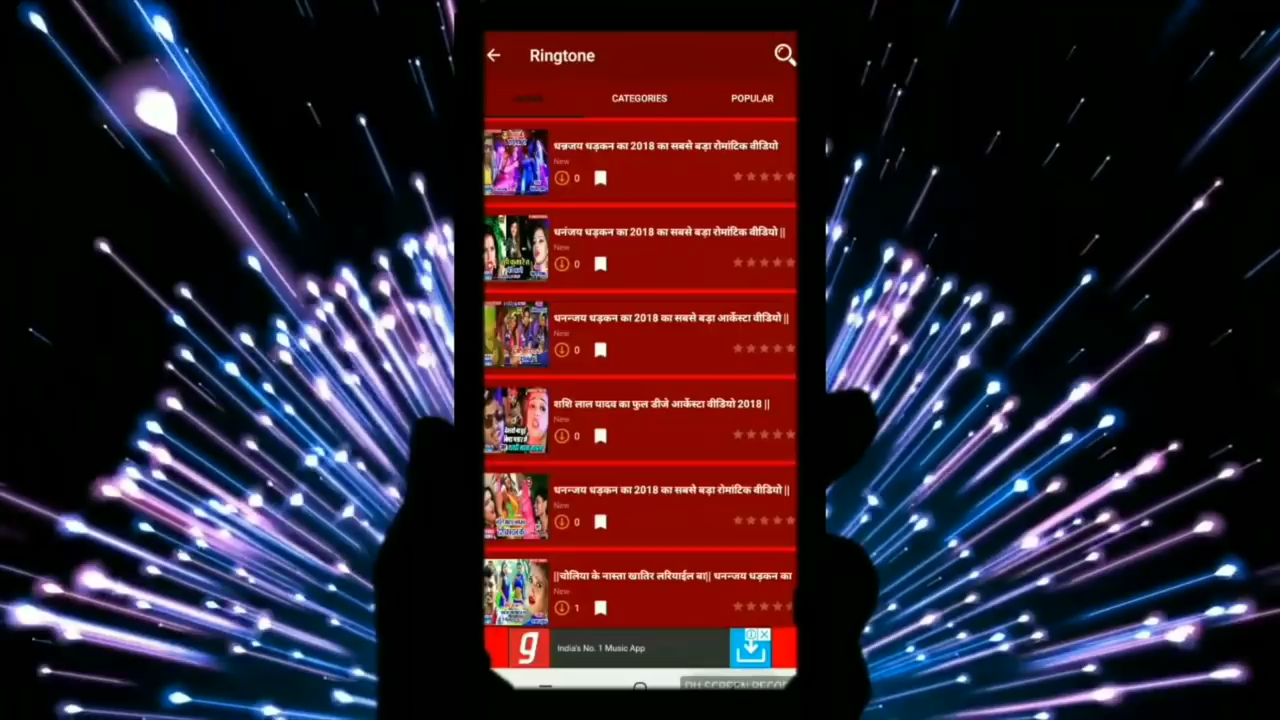 Ringtone
CATEGORIES
POPULAR
धन्नजय धड़कन का 2018 का सबसे बड़ा रोमांटिक वीडियो
New
0
धनंजय धड़कन का 2018 का सबसे बड़ा रोमांटिक वीडियो ||
New
0
धनन्जय धड़कन का 2018 का सबसे बड़ा आर्केस्टा वीडियो ||
New
0
शशि लाल यादव का फुल डीजे आर्केस्टा वीडियो 2018 ||
New
0
धनन्जय धड़कन का 2018 का सबसे बड़ा रोमांटिक वीडियो ||
New
0
||चोलिया के नास्ता खातिर लरियाईल बा|| धनन्जय धड़कन का
New
1
g
India's No. 1 Music App